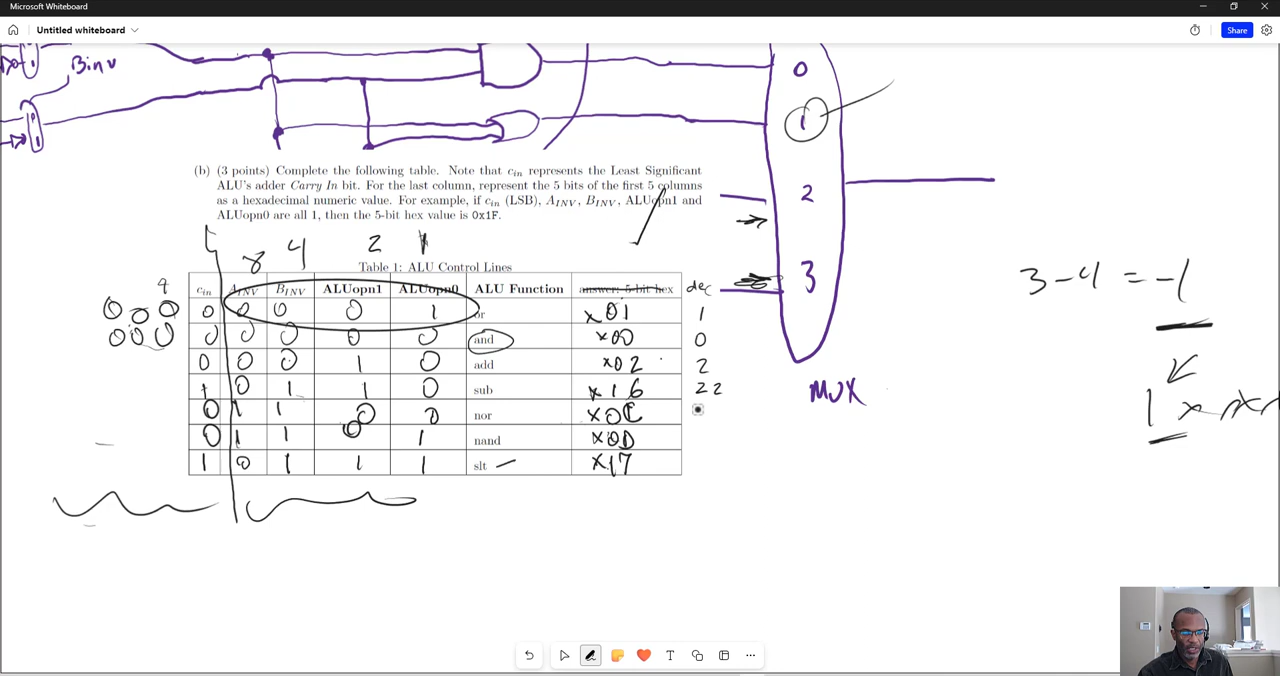 Microsoft Whiteboard
Untitled whiteboard
Share
Binv
0
1
2
3
MUX
(b) (3 points) Complete the following table. Note that cin represents the Least Significant
ALU's adder Carry In bit. For the last column, represent the 5 bits of the first 5 columns
as a hexadecimal numeric value. For example, if cin (LSB), AINV, BINV, ALUopn1 and
ALUopn0 are all 1, then the 5-bit hex value is 0x1F.
8 4 2 1
Table 1: ALU Control Lines
cin AINV BINV ALUopn1 ALUopn0 ALU Function answer: 5-bit hex dec
0 0 0 0 0 0 0 1 or x01 1
0 0 0 0 0 0 0 0 and x00 0
0 0 0 1 0 add x02 2
1 0 1 1 0 sub x16 22
0 1 1 0 0 nor x0C
0 1 1 0 1 nand x0D
1 0 1 1 1 slt x17
3-4 = -1
1
T